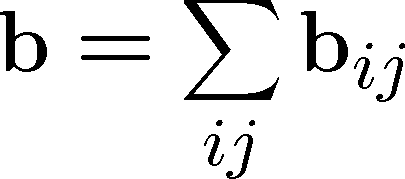 𝐛 = ∑_{ij} 𝐛_{ij}